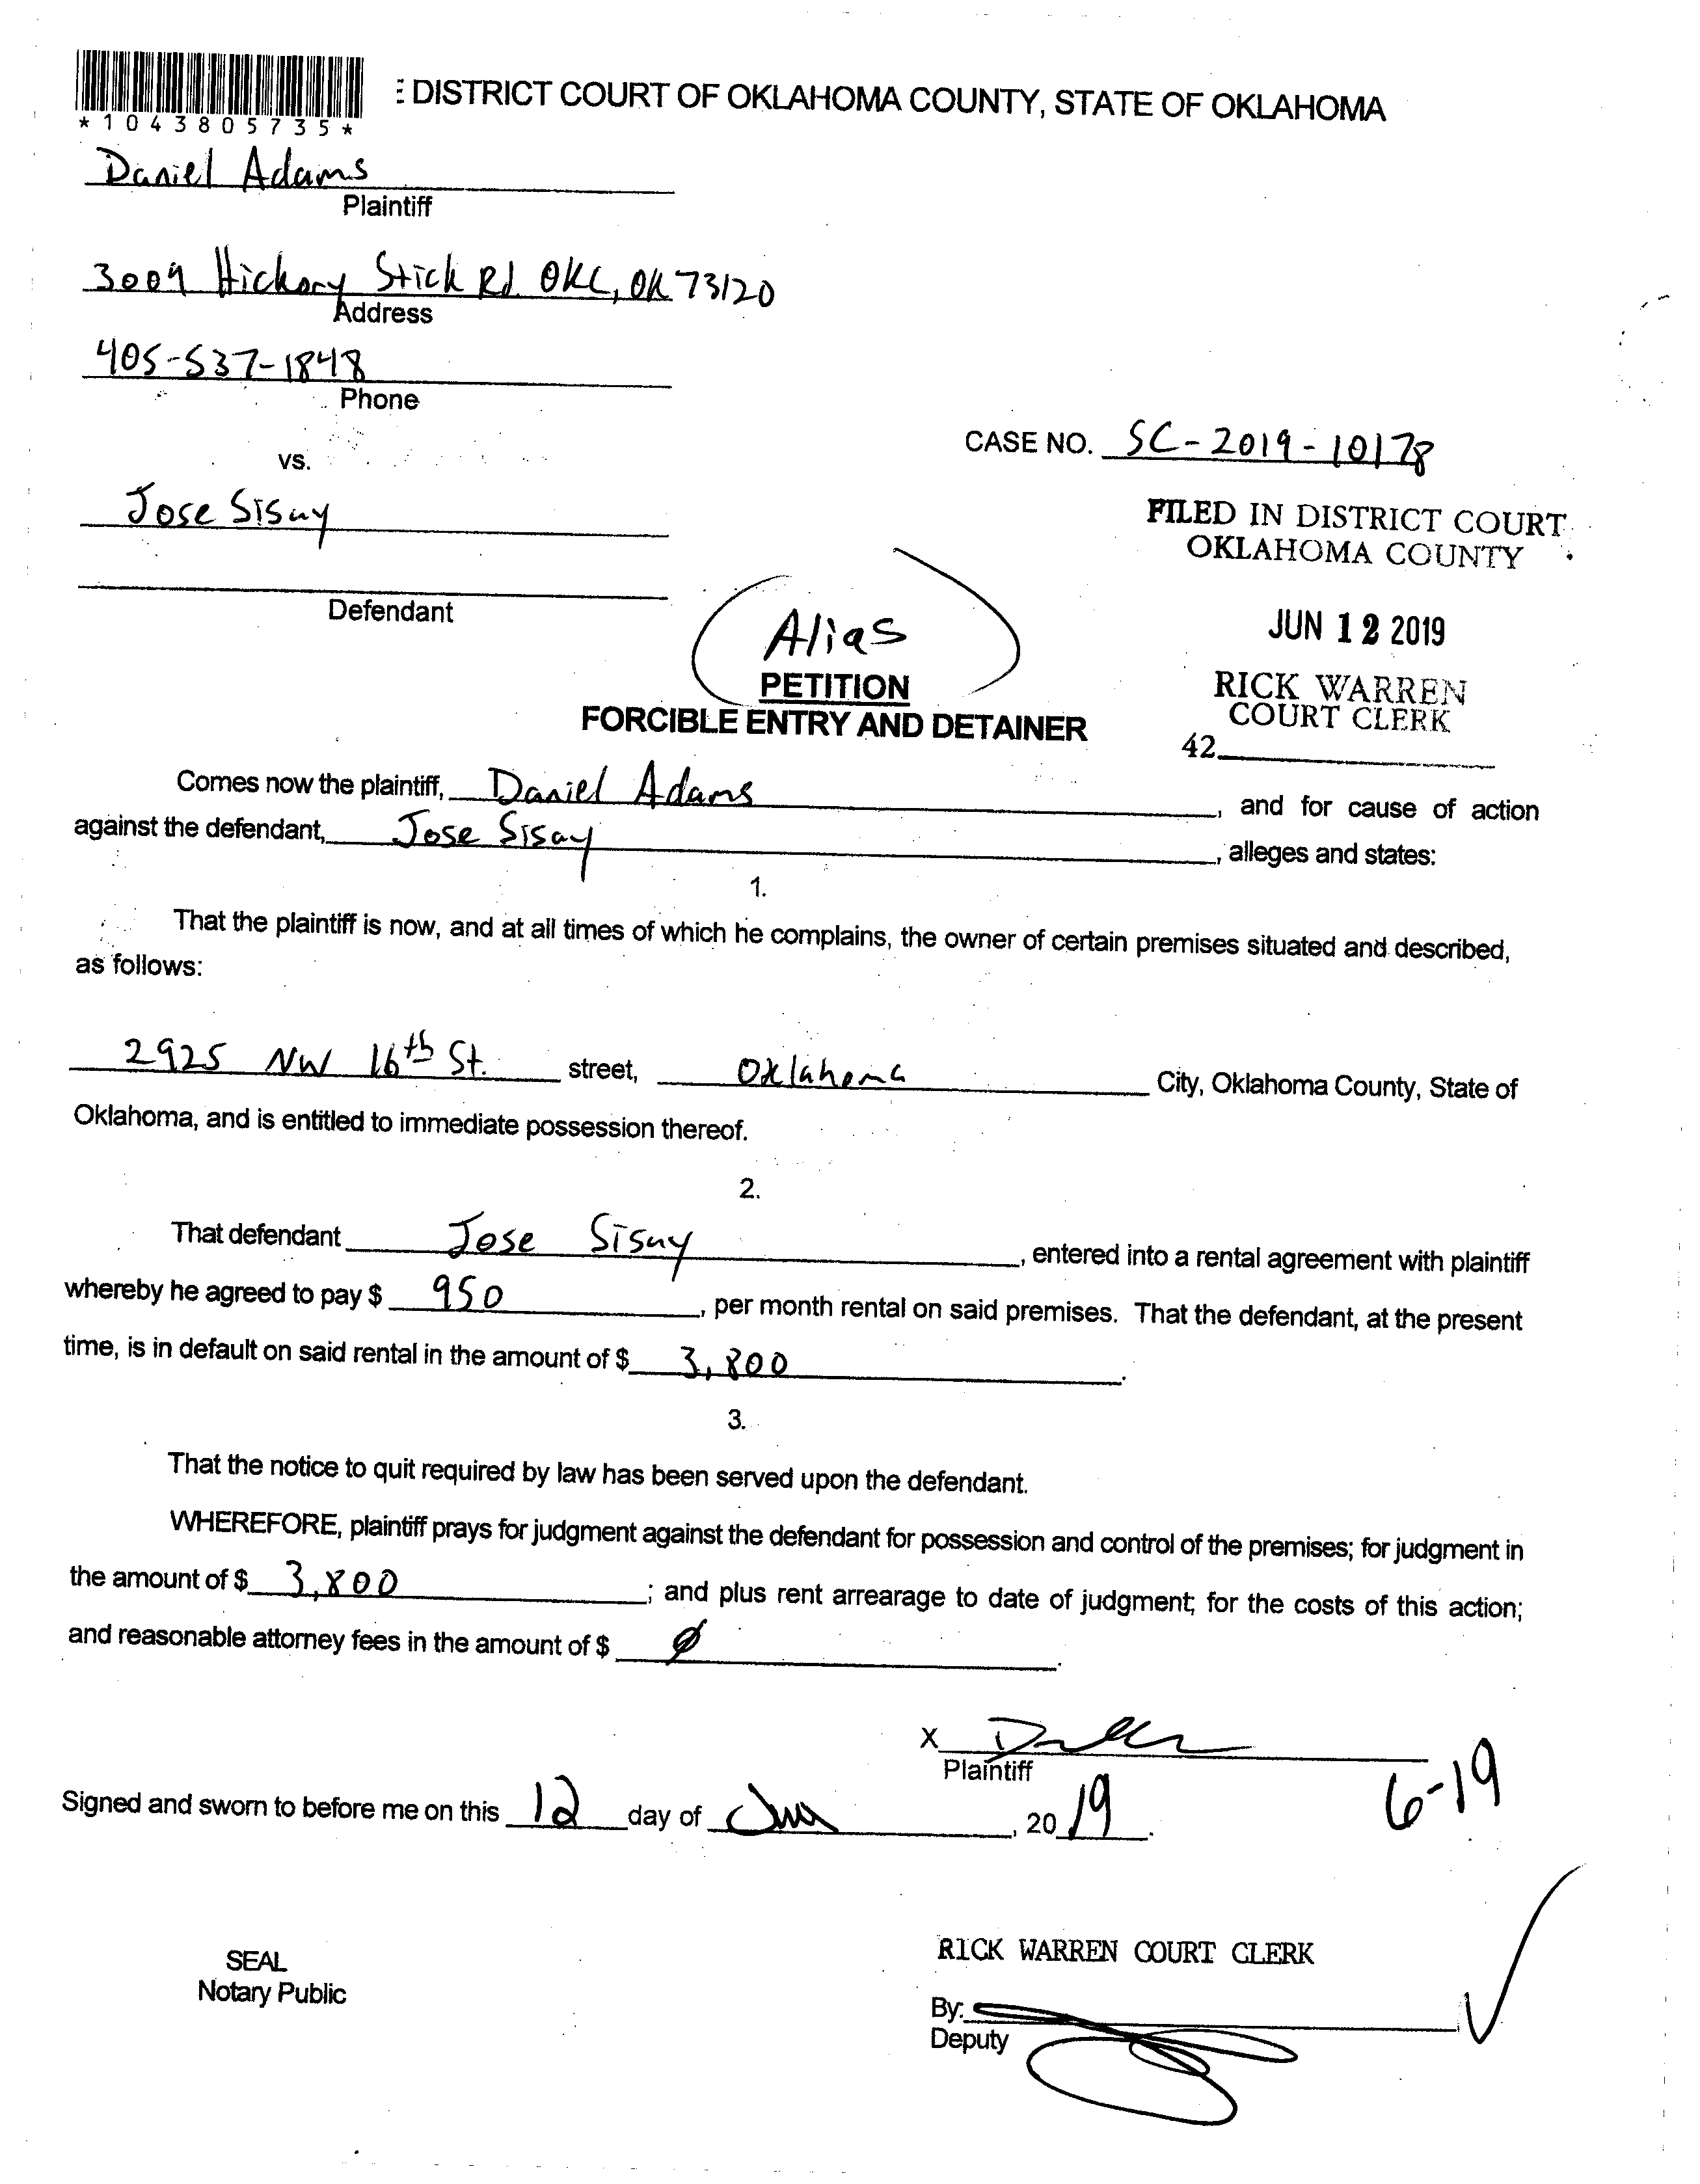 *1043805735*
DISTRICT COURT OF OKLAHOMA COUNTY, STATE OF OKLAHOMA
Daniel Adams
Plaintiff
3009 Hickory Stick Rd. OKC, OK 73120
Address
405-537-1848
Phone
CASE NO. SC-2019-10178
vs.
Jose Sisay
FILED IN DISTRICT COURT
OKLAHOMA COUNTY
Defendant
JUN 12 2019
Alias
RICK WARREN
COURT CLERK
42
PETITION
FORCIBLE ENTRY AND DETAINER
Comes now the plaintiff, Daniel Adams, and for cause of action
against the defendant, Jose Sisay, alleges and states:
1.
That the plaintiff is now, and at all times of which he complains, the owner of certain premises situated and described,
as follows:
2925 NW 16th St. street, Oklahoma City, Oklahoma County, State of
Oklahoma, and is entitled to immediate possession thereof.
2.
That defendant Jose Sisay, entered into a rental agreement with plaintiff
whereby he agreed to pay $ 950, per month rental on said premises. That the defendant, at the present
time, is in default on said rental in the amount of $ 3,800.
3.
That the notice to quit required by law has been served upon the defendant.
WHEREFORE, plaintiff prays for judgment against the defendant for possession and control of the premises; for judgment in
the amount of $ 3,800; and plus rent arrearage to date of judgment; for the costs of this action;
and reasonable attorney fees in the amount of $ ∅.
X
Plaintiff
6-19
Signed and sworn to before me on this 12 day of Jun, 2019.
SEAL
Notary Public
RICK WARREN COURT CLERK
By:
Deputy